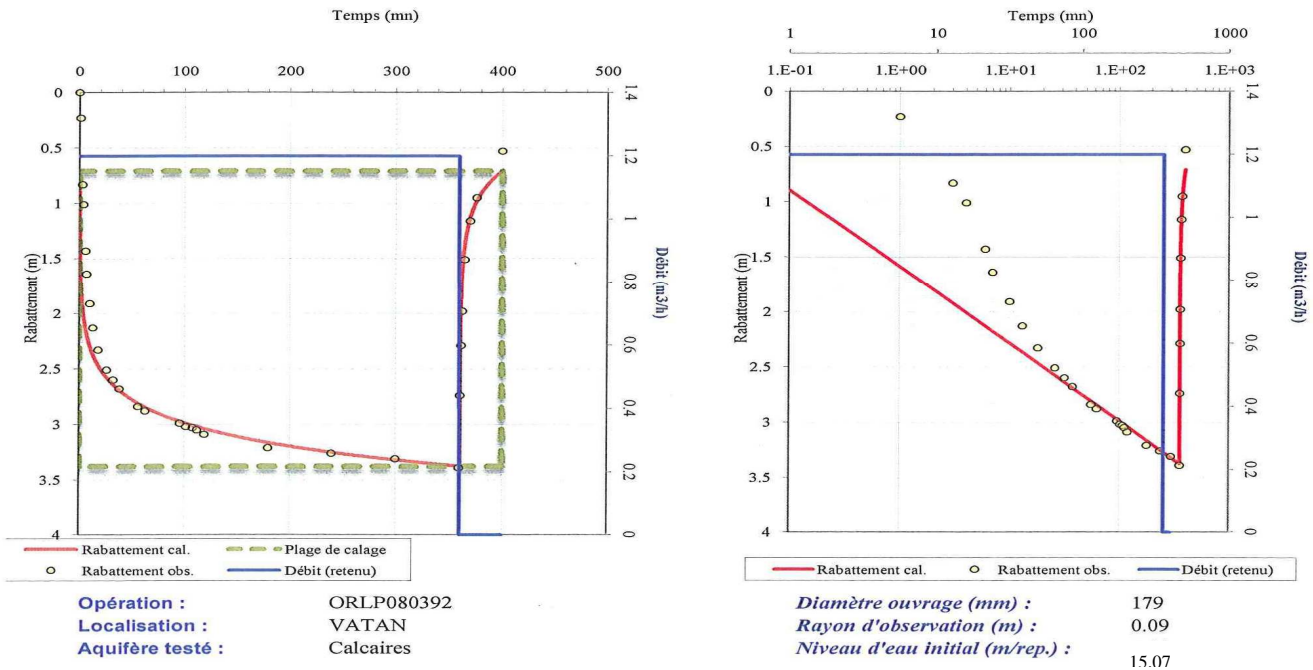 Temps (mn)
0 100 200 300 400 500
0
0.5
1
1.5
2
2.5
3
3.5
4
Rabattement (m)
1.4
1.2
1
0.8
0.6
0.4
0.2
0
Débit (m3/h)
Rabattement cal.
Plage de calage
Rabattement obs.
Débit (retenu)
Opération : ORLP080392
Localisation : VATAN
Aquifère testé : Calcaires
Temps (mn)
1 10 100 1000
1.E-01 1.E+00 1.E+01 1.E+02 1.E+03
0
0.5
1
1.5
2
2.5
3
3.5
4
Rabattement (m)
1.4
1.2
1
0.8
0.6
0.4
0.2
0
Débit (m3/h)
Rabattement cal.
Rabattement obs.
Débit (retenu)
Diamètre ouvrage (mm) : 179
Rayon d'observation (m) : 0.09
Niveau d'eau initial (m/rep.) : 15.07